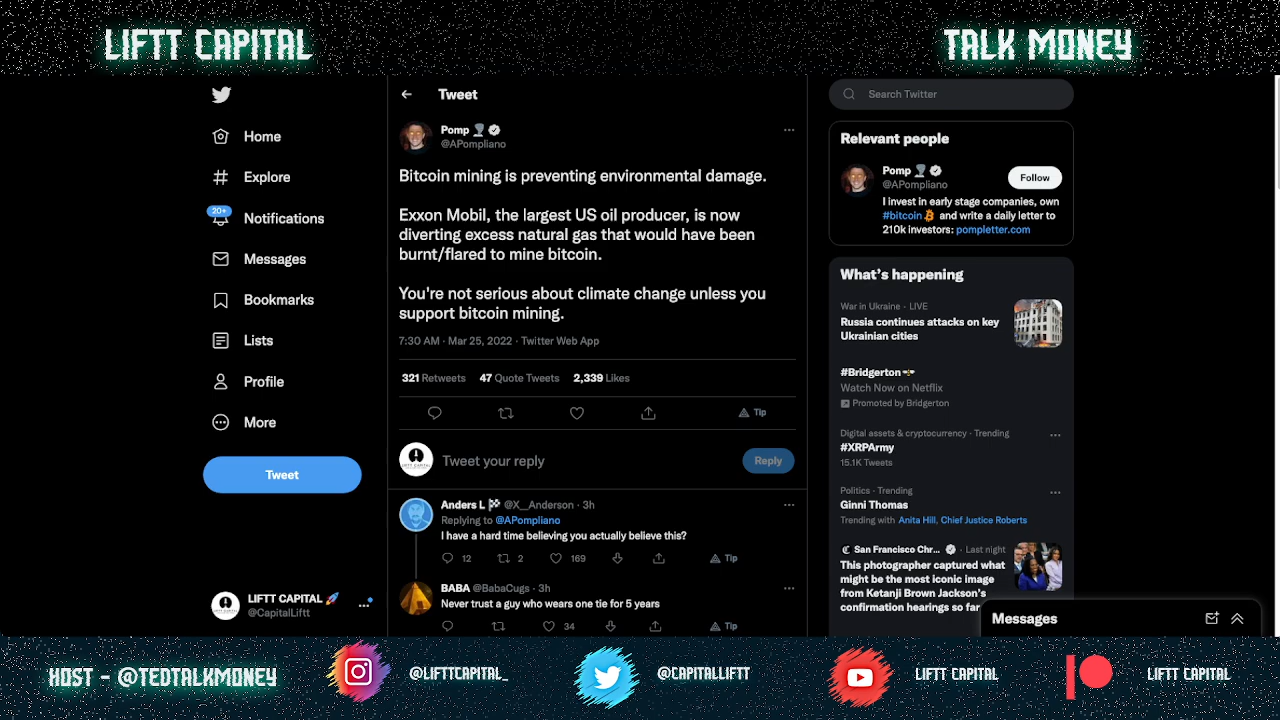 LIFTT CAPITAL
TALK MONEY
Home
Explore
20+
Notifications
Messages
Bookmarks
Lists
Profile
More
Tweet
LIFTT CAPITAL 🚀
@CapitalLiftt
Tweet
Pomp
@APompliano
Bitcoin mining is preventing environmental damage.
Exxon Mobil, the largest US oil producer, is now
diverting excess natural gas that would have been
burnt/flared to mine bitcoin.
You're not serious about climate change unless you
support bitcoin mining.
7:30 AM · Mar 25, 2022 · Twitter Web App
321 Retweets 47 Quote Tweets 2,339 Likes
Tip
Tweet your reply
Reply
Anders L 🏁 @X__Anderson · 3h
Replying to @APompliano
I have a hard time believing you actually believe this?
12 2 169 Tip
BABA @BabaCugs · 3h
Never trust a guy who wears one tie for 5 years
34 Tip
Search Twitter
Relevant people
Pomp
@APompliano
Follow
I invest in early stage companies, own
#bitcoin and write a daily letter to
210k investors: pompletter.com
What's happening
War in Ukraine · LIVE
Russia continues attacks on key
Ukrainian cities
#Bridgerton
Watch Now on Netflix
Promoted by Bridgerton
Digital assets & cryptocurrency · Trending
#XRPArmy
15.1K Tweets
Politics · Trending
Ginni Thomas
Trending with Anita Hill, Chief Justice Roberts
San Francisco Chr... · Last night
This photographer captured what
might be the most iconic image
from Ketanji Brown Jackson's
confirmation hearings so far
Messages
HOST - @TEDTALKMONEY
@LIFTTCAPITAL_
@CAPITALLIFTT
LIFTT CAPITAL
LIFTT CAPITAL